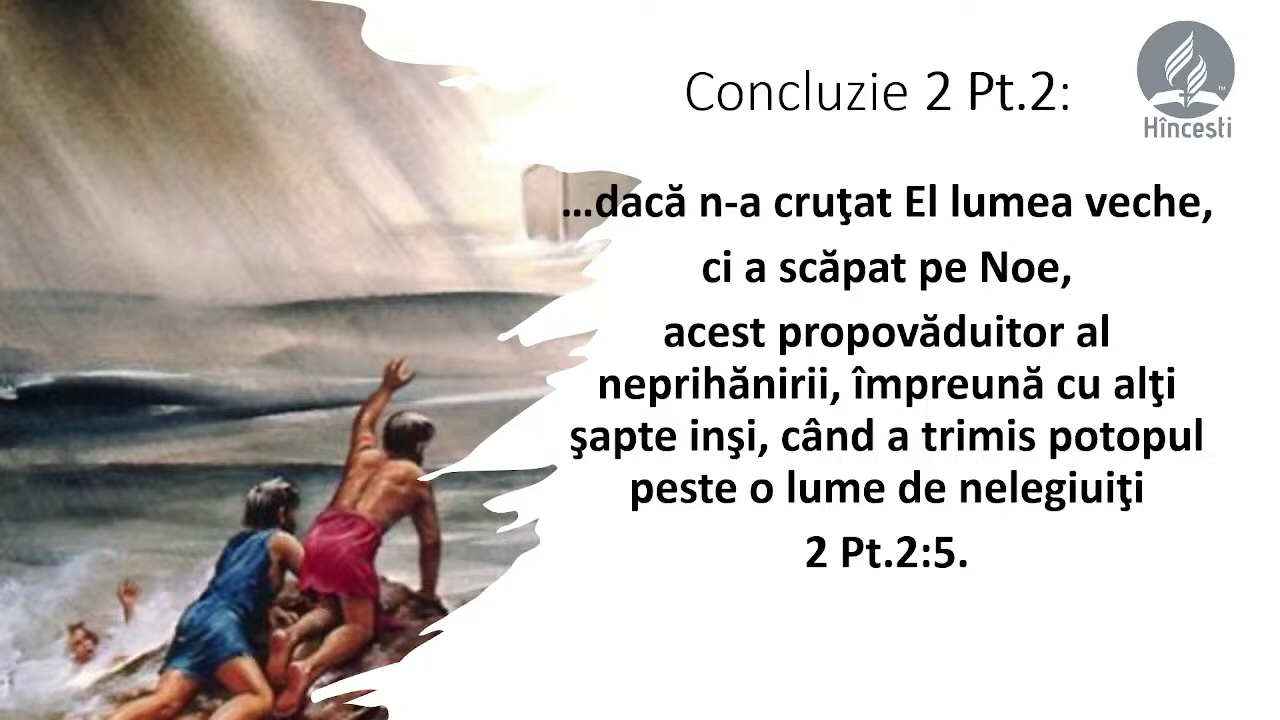 Concluzie 2 Pt.2:
Hîncești
…dacă n-a cruţat El lumea veche,
ci a scăpat pe Noe,
acest propovăduitor al
neprihănirii, împreună cu alţi
şapte inşi, când a trimis potopul
peste o lume de nelegiuiţi
2 Pt.2:5.